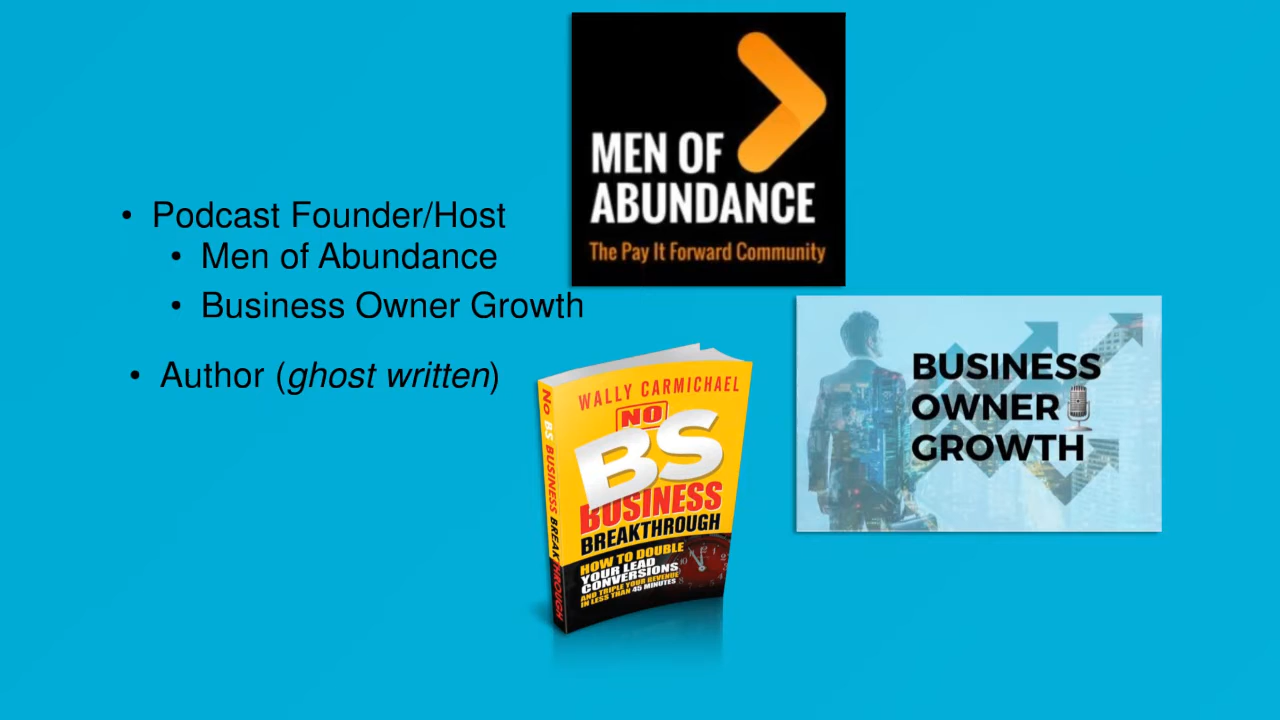 • Podcast Founder/Host
• Men of Abundance
• Business Owner Growth
• Author (ghost written)
MEN OF
ABUNDANCE
The Pay It Forward Community
BUSINESS
OWNER
GROWTH
WALLY CARMICHAEL
NO
BS
BUSINESS
BREAKTHROUGH
HOW TO DOUBLE
YOUR LEAD
CONVERSIONS
AND TRIPLE YOUR REVENUE
IN LESS THAN 45 MINUTES
No BS BUSINESS BREAKTHROUGH